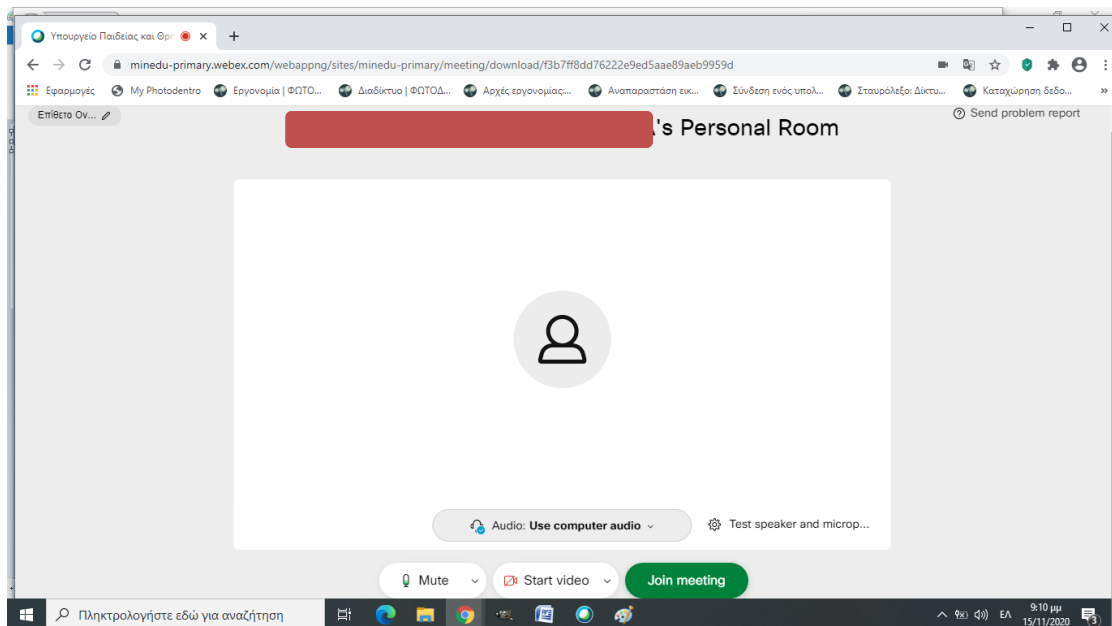 Υπουργείο Παιδείας και Θρη
minedu-primary.webex.com/webappng/sites/minedu-primary/meeting/download/f3b7ff8dd76222e9ed5aae89aeb9959d
Εφαρμογές My Photodentro Εργονομία | ΦΩΤΟ... Διαδίκτυο | ΦΩΤΟΔ... Αρχές εργονομίας:... Αναπαραστάση εικ... Σύνδεση ενός υπολ... Σταυρόλεξο: Δίκτυ... Καταχώρηση δεδο... »
Επίθετο Ον...
's Personal Room
Send problem report
Audio: Use computer audio
Test speaker and microp...
Mute
Start video
Join meeting
Πληκτρολογήστε εδώ για αναζήτηση
ΕΛ
9:10 μμ
15/11/2020
3